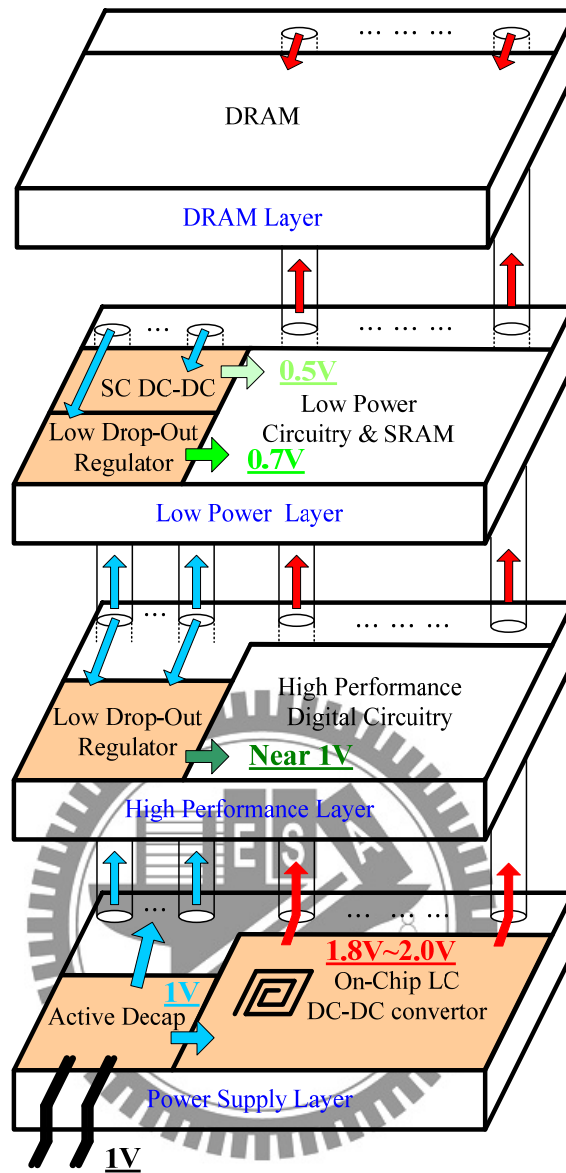 ... ... ...
DRAM
DRAM Layer
...
... ... ...
SC DC-DC
0.5V
Low Power
Circuitry & SRAM
Low Drop-Out
Regulator
0.7V
Low Power Layer
...
... ... ...
High Performance
Digital Circuitry
Low Drop-Out
Regulator
Near 1V
High Performance Layer
E S A
...
... ... ...
1.8V~2.0V
1V
On-Chip LC
DC-DC convertor
Active Decap
Power Supply Layer
1V